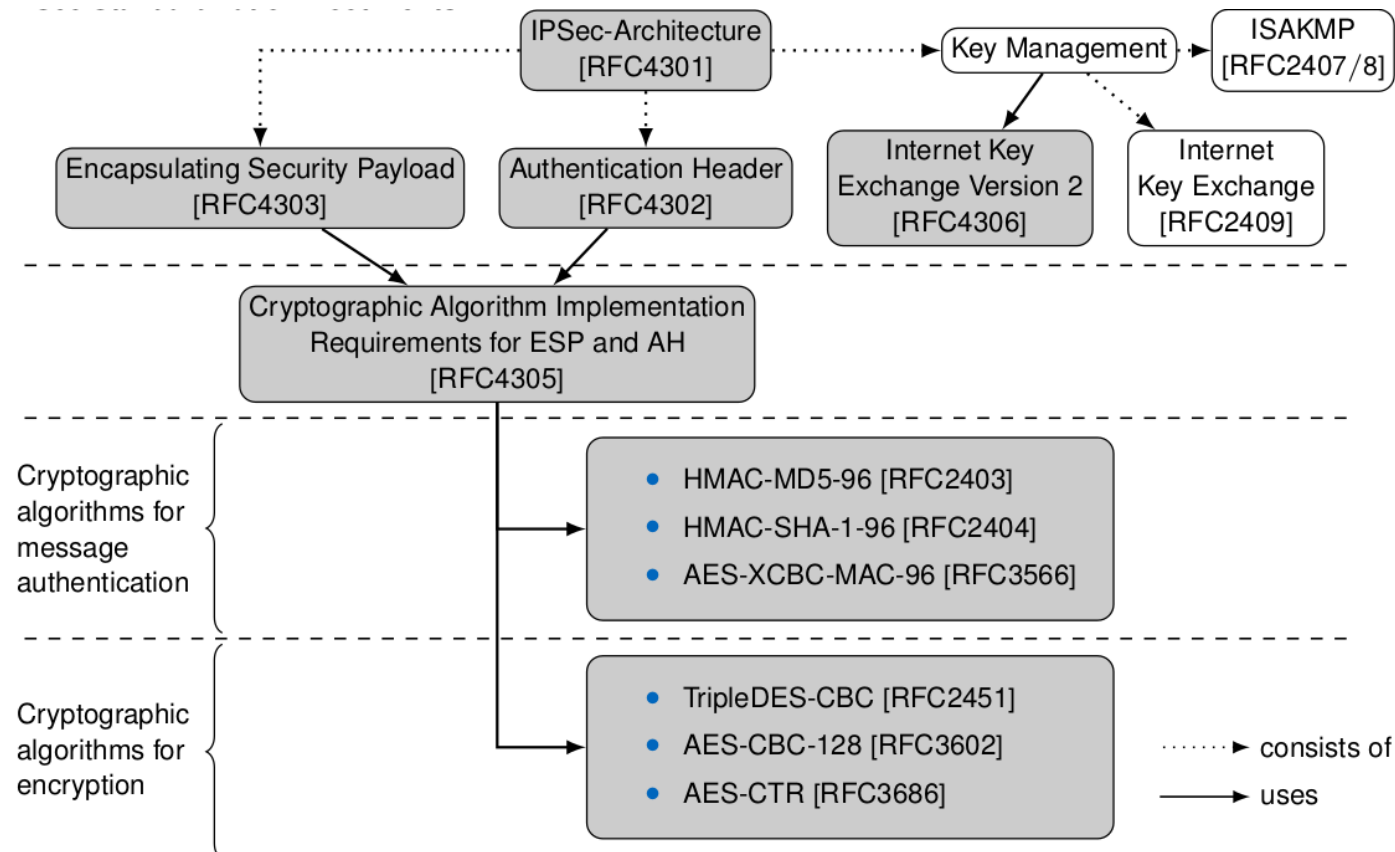 IPSec-Architecture
[RFC4301]
Key Management
ISAKMP
[RFC2407/8]
Encapsulating Security Payload
[RFC4303]
Authentication Header
[RFC4302]
Internet Key
Exchange Version 2
[RFC4306]
Internet
Key Exchange
[RFC2409]
Cryptographic Algorithm Implementation
Requirements for ESP and AH
[RFC4305]
Cryptographic
algorithms for
message
authentication
• HMAC-MD5-96 [RFC2403]
• HMAC-SHA-1-96 [RFC2404]
• AES-XCBC-MAC-96 [RFC3566]
Cryptographic
algorithms for
encryption
• TripleDES-CBC [RFC2451]
• AES-CBC-128 [RFC3602]
• AES-CTR [RFC3686]
consists of
uses